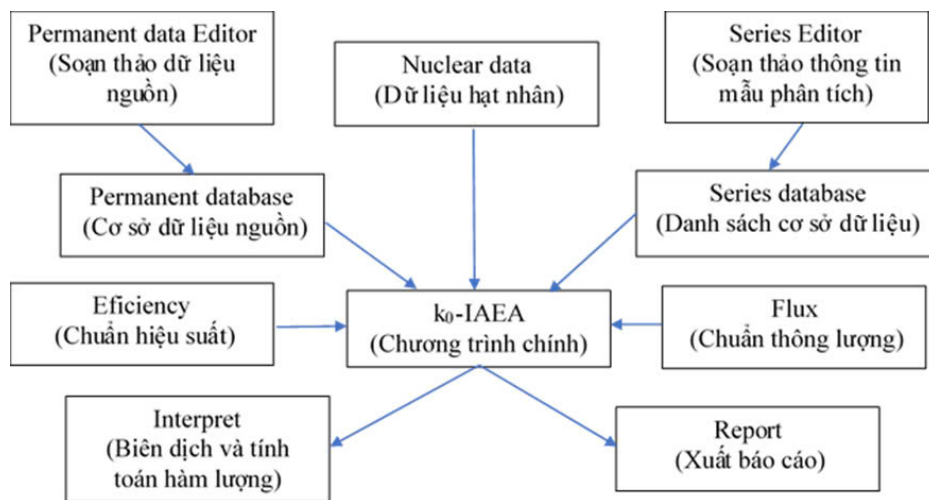 Permanent data Editor
(Soạn thảo dữ liệu
nguồn)
Nuclear data
(Dữ liệu hạt nhân)
Series Editor
(Soạn thảo thông tin
mẫu phân tích)
Permanent database
(Cơ sở dữ liệu nguồn)
Series database
(Danh sách cơ sở dữ liệu)
Eficiency
(Chuẩn hiệu suất)
k₀-IAEA
(Chương trình chính)
Flux
(Chuẩn thông lượng)
Interpret
(Biên dịch và tính
toán hàm lượng)
Report
(Xuất báo cáo)